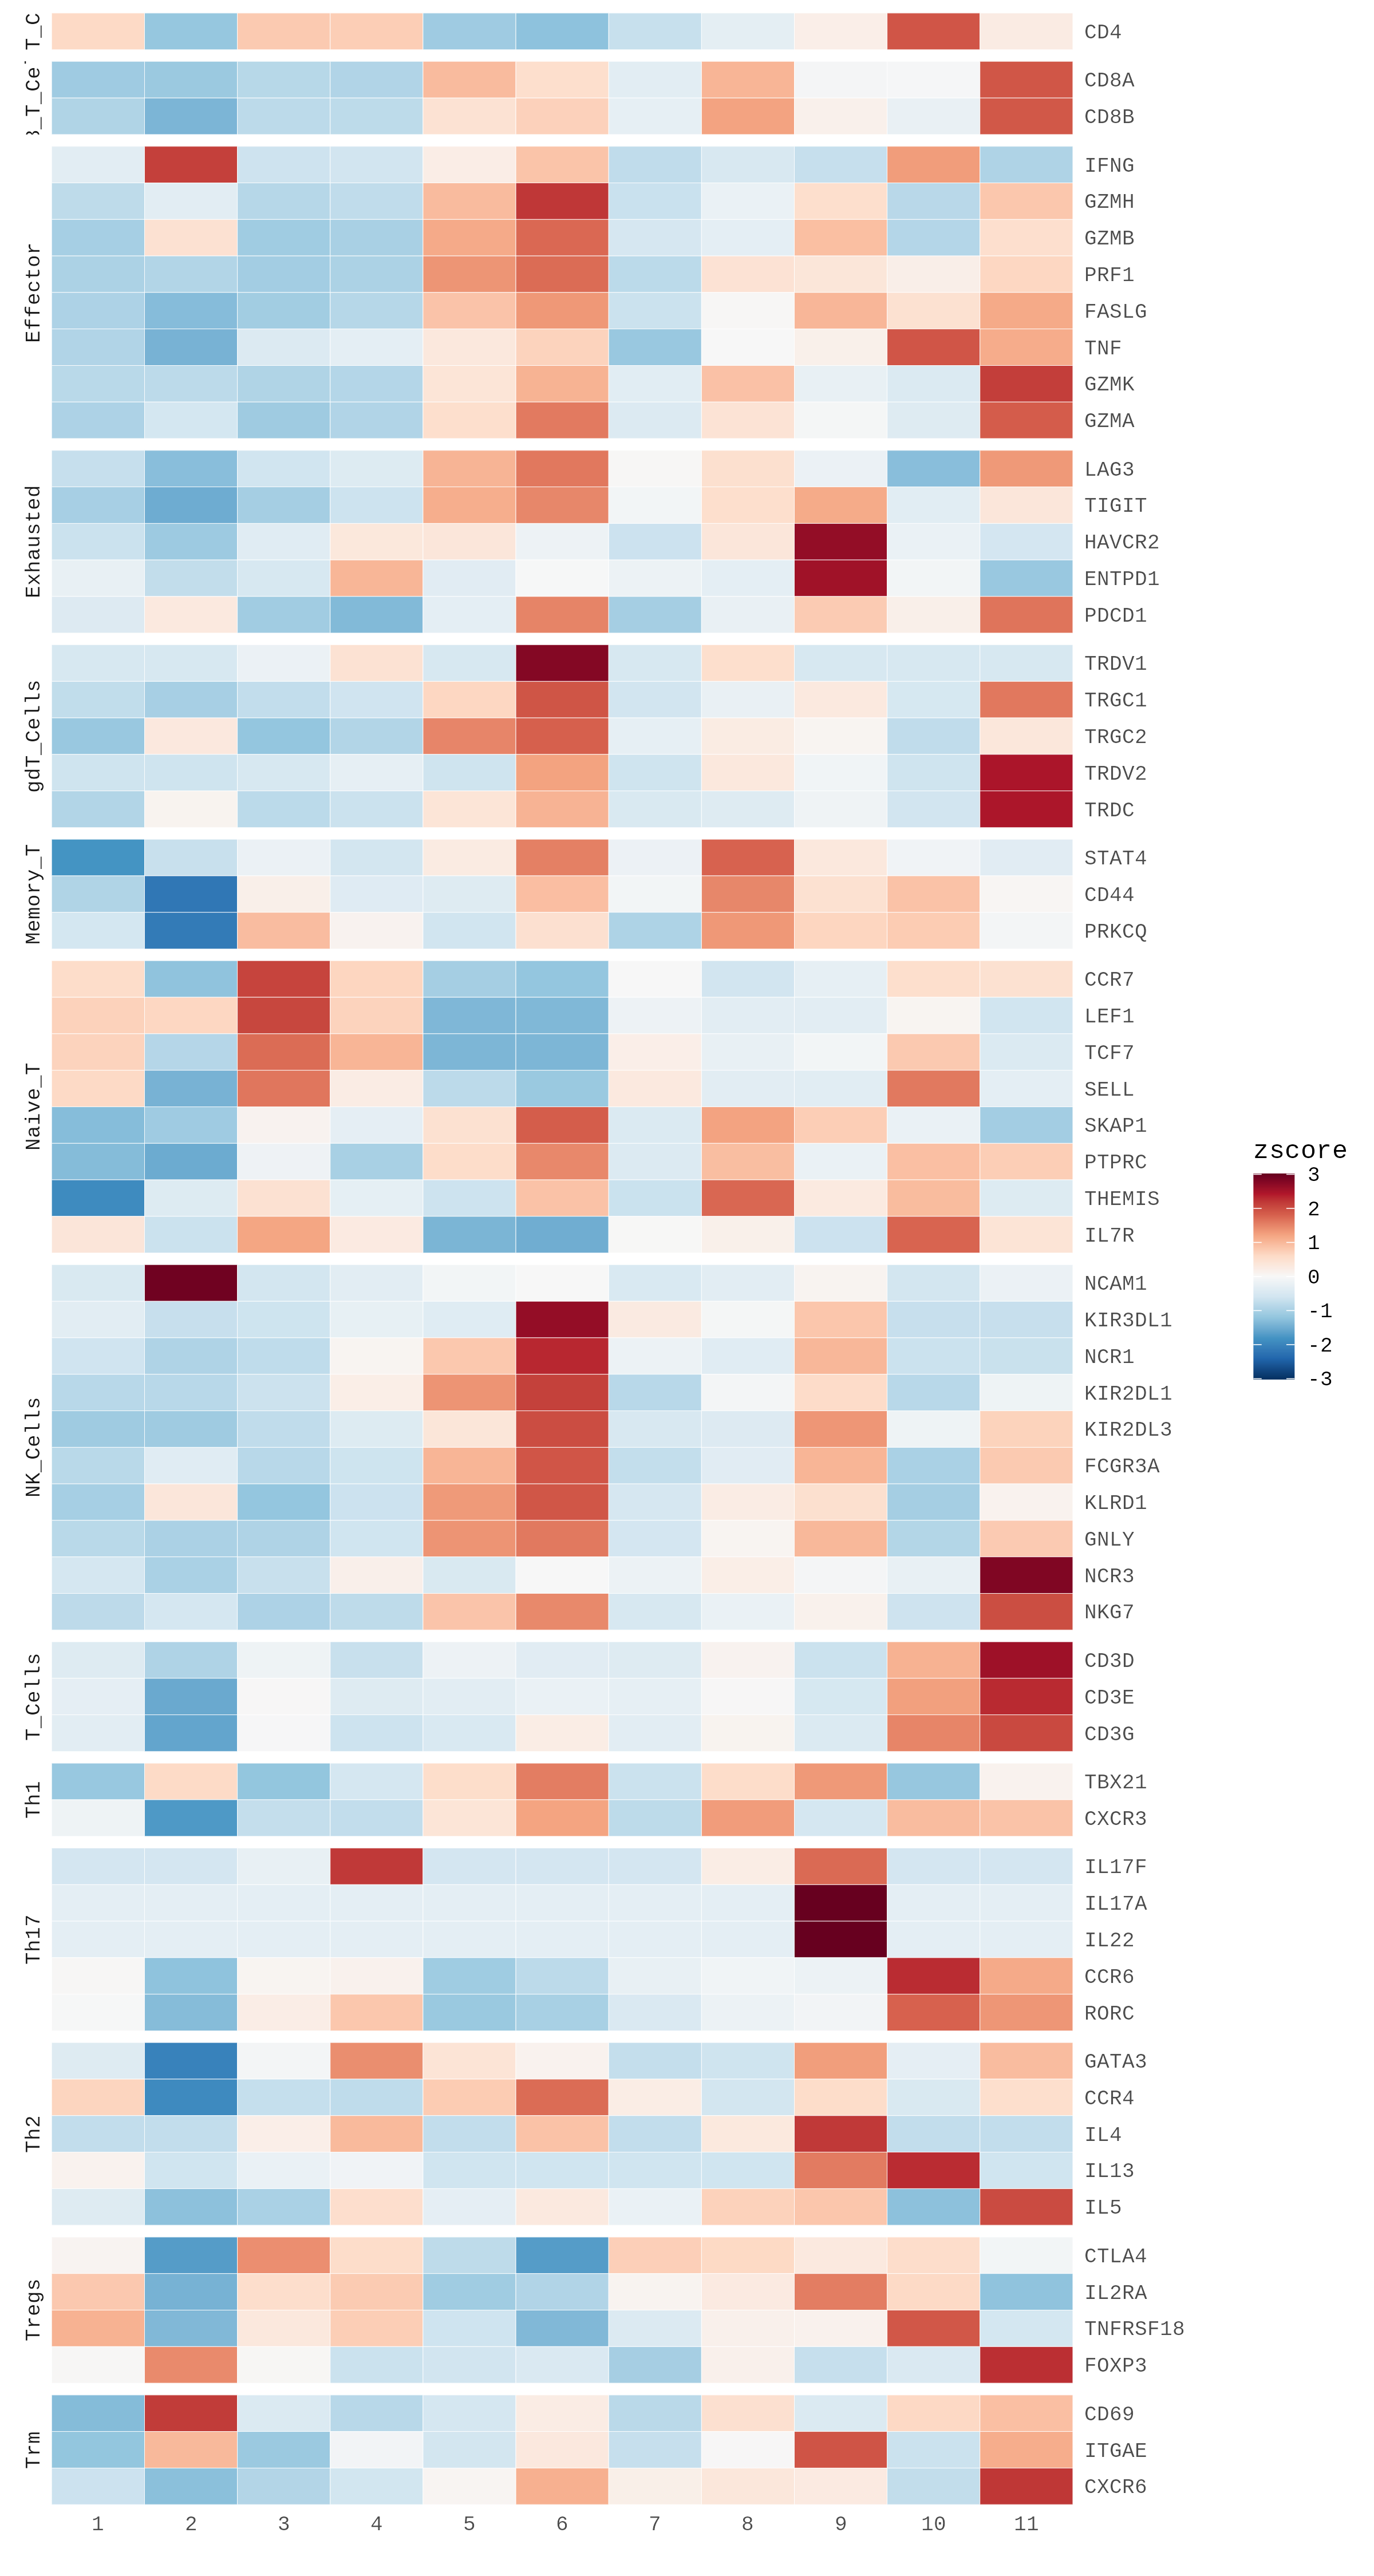 T_C
CD4
CD8A
CD8B
Effector
IFNG
GZMH
GZMB
PRF1
FASLG
TNF
GZMK
GZMA
Exhausted
LAG3
TIGIT
HAVCR2
ENTPD1
PDCD1
gdT_Cells
TRDV1
TRGC1
TRGC2
TRDV2
TRDC
Memory_T
STAT4
CD44
PRKCQ
Naive_T
CCR7
LEF1
TCF7
SELL
SKAP1
PTPRC
THEMIS
IL7R
NK_Cells
NCAM1
KIR3DL1
NCR1
KIR2DL1
KIR2DL3
FCGR3A
KLRD1
GNLY
NCR3
NKG7
T_Cells
CD3D
CD3E
CD3G
Th1
TBX21
CXCR3
Th17
IL17F
IL17A
IL22
CCR6
RORC
Th2
GATA3
CCR4
IL4
IL13
IL5
Tregs
CTLA4
IL2RA
TNFRSF18
FOXP3
Trm
CD69
ITGAE
CXCR6
1 2 3 4 5 6 7 8 9 10 11
zscore
3
2
1
0
-1
-2
-3